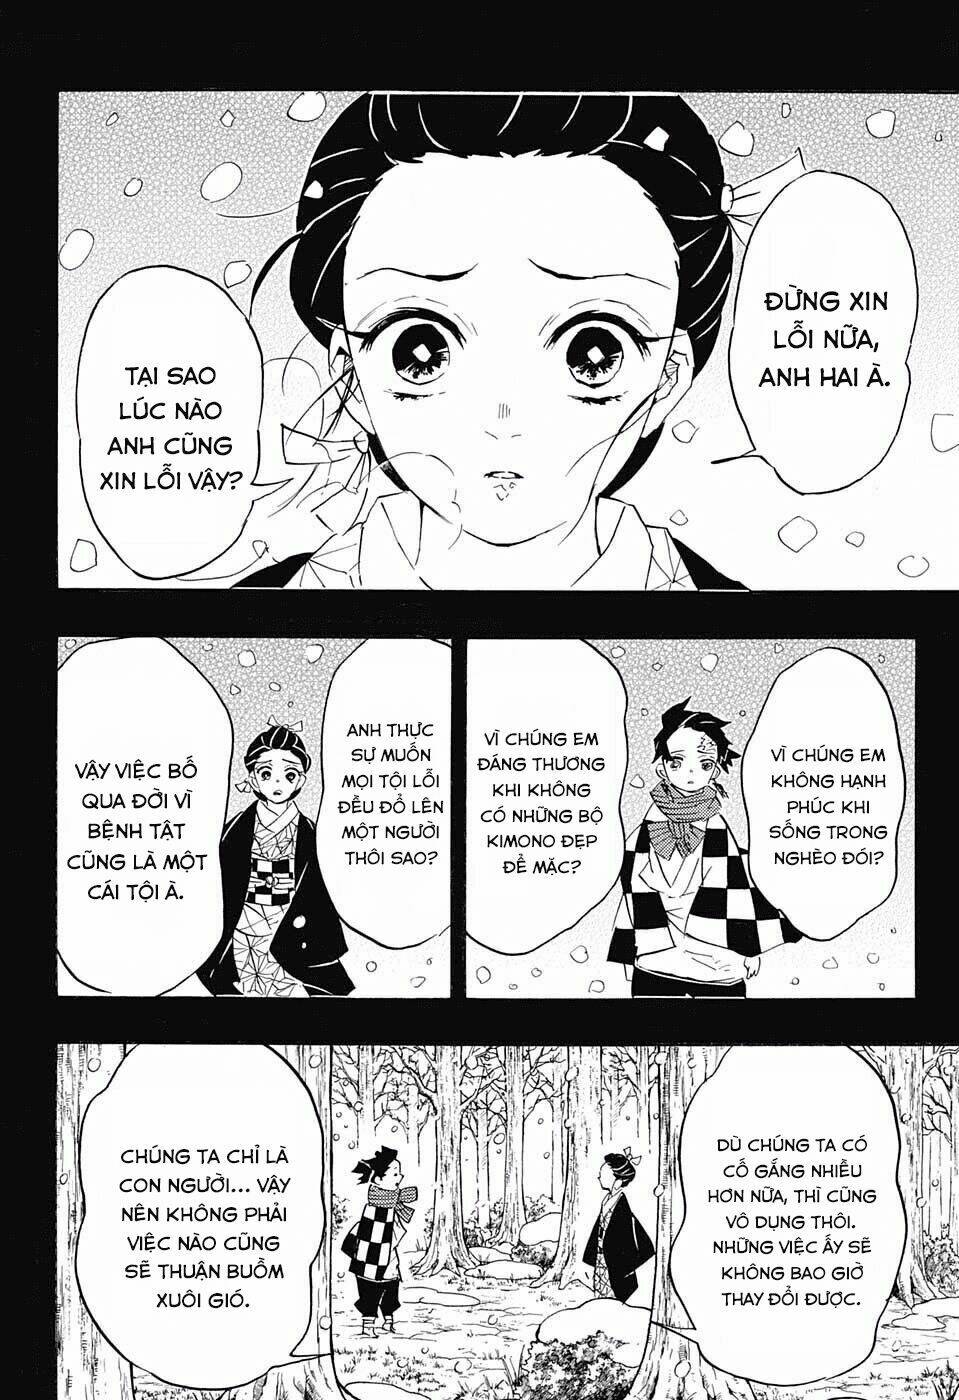 ĐỪNG XIN
LỖI NỮA,
ANH HAI À.
TẠI SAO
LÚC NÀO
ANH CŨNG
XIN LỖI VẬY?
VÌ CHÚNG EM
KHÔNG HẠNH
PHÚC KHI
SỐNG TRONG
NGHÈO ĐÓI?
VÌ CHÚNG EM
ĐÁNG THƯƠNG
KHI KHÔNG
CÓ NHỮNG BỘ
KIMONO ĐẸP
ĐỂ MẶC?
ANH THỰC
SỰ MUỐN
MỌI TỘI LỖI
ĐỀU ĐỔ LÊN
MỘT NGƯỜI
THÔI SAO?
VẬY VIỆC BỐ
QUA ĐỜI VÌ
BỆNH TẬT
CŨNG LÀ MỘT
CÁI TỘI À.
DÙ CHÚNG TA CÓ
CỐ GẮNG NHIỀU
HƠN NỮA, THÌ CŨNG
VÔ DỤNG THÔI.
NHỮNG VIỆC ẤY SẼ
KHÔNG BAO GIỜ
THAY ĐỔI ĐƯỢC.
CHÚNG TA CHỈ LÀ
CON NGƯỜI... VẬY
NÊN KHÔNG PHẢI
VIỆC NÀO CŨNG
SẼ THUẬN BUỒM
XUÔI GIÓ.